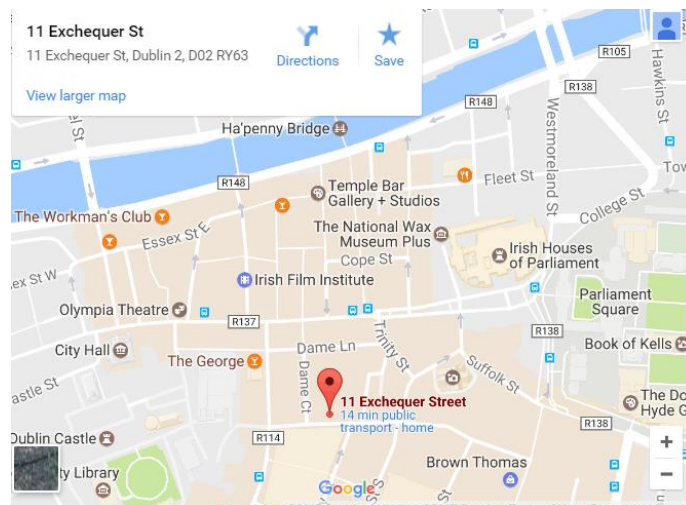 11 Exchequer St
11 Exchequer St, Dublin 2, D02 RY63
Directions
Save
View larger map
R105
R138
Hawkins St
R148
Westmoreland St
Ha'penny Bridge
R148
Temple Bar
Gallery + Studios
Fleet St
College St
The Workman's Club
Essex St E
The National Wax
Museum Plus
Cope St
Irish Houses
of Parliament
Irish Film Institute
Parliament
Square
Olympia Theatre
R137
R138
Book of Kells
City Hall
Dame Ln
Trinity St
The George
Dame Ct
Suffolk St
11 Exchequer Street
14 min public
transport - home
R138
Dublin Castle
R114
Brown Thomas
Google
+
−